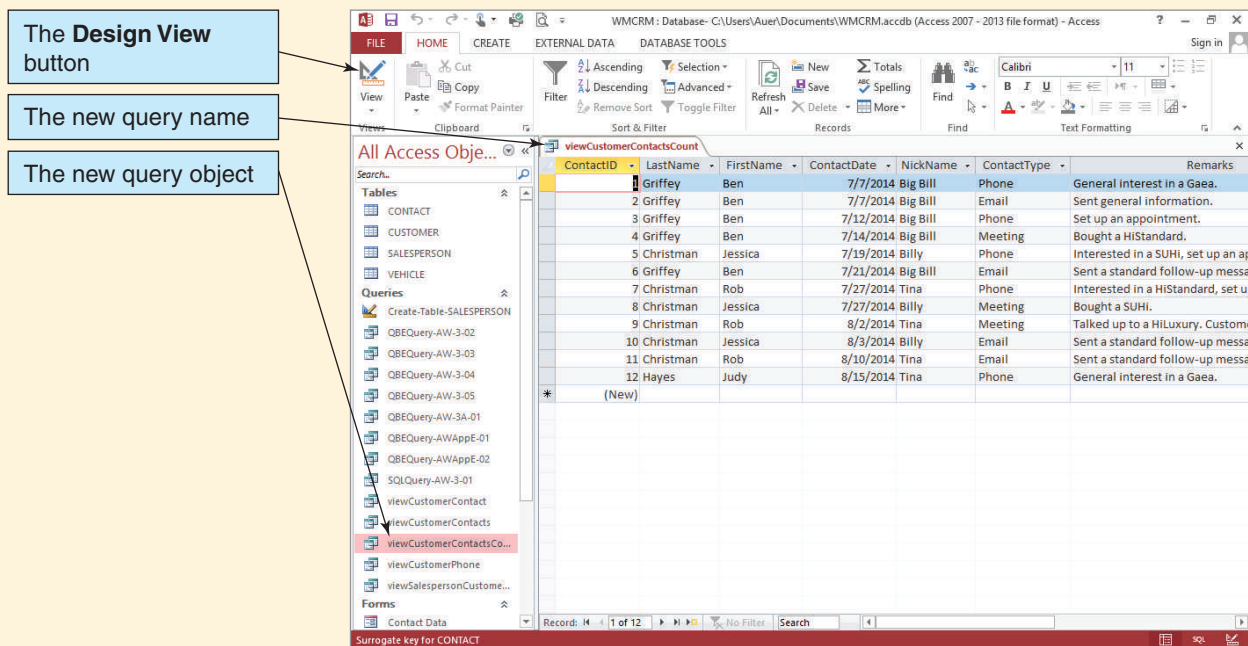 The Design View
button
The new query name
The new query object
WMCRM : Database- C:\Users\Auer\Documents\WMCRM.accdb (Access 2007 - 2013 file format) - Access
FILE HOME CREATE EXTERNAL DATA DATABASE TOOLS Sign in
View
Views
Paste
Cut
Copy
Format Painter
Clipboard
Filter
Ascending
Descending
Remove Sort
Selection
Advanced
Toggle Filter
Sort & Filter
Refresh
All
New
Save
Delete
Totals
Spelling
More
Records
Find
Find
Calibri 11
B I U
Text Formatting
All Access Obje...
Search...
Tables
CONTACT
CUSTOMER
SALESPERSON
VEHICLE
Queries
Create-Table-SALESPERSON
QBEQuery-AW-3-02
QBEQuery-AW-3-03
QBEQuery-AW-3-04
QBEQuery-AW-3-05
QBEQuery-AW-3A-01
QBEQuery-AWAppE-01
QBEQuery-AWAppE-02
SQLQuery-AW-3-01
viewCustomerContact
viewCustomerContacts
viewCustomerContactsCo...
viewCustomerPhone
viewSalespersonCustome...
Forms
Contact Data
viewCustomerContactsCount
ContactID LastName FirstName ContactDate NickName ContactType Remarks
1 Griffey Ben 7/7/2014 Big Bill Phone General interest in a Gaea.
2 Griffey Ben 7/7/2014 Big Bill Email Sent general information.
3 Griffey Ben 7/12/2014 Big Bill Phone Set up an appointment.
4 Griffey Ben 7/14/2014 Big Bill Meeting Bought a HiStandard.
5 Christman Jessica 7/19/2014 Billy Phone Interested in a SUHi, set up an ap
6 Griffey Ben 7/21/2014 Big Bill Email Sent a standard follow-up messa
7 Christman Rob 7/27/2014 Tina Phone Interested in a HiStandard, set u
8 Christman Jessica 7/27/2014 Billy Meeting Bought a SUHi.
9 Christman Rob 8/2/2014 Tina Meeting Talked up to a HiLuxury. Custome
10 Christman Jessica 8/3/2014 Billy Email Sent a standard follow-up messa
11 Christman Rob 8/10/2014 Tina Email Sent a standard follow-up messa
12 Hayes Judy 8/15/2014 Tina Phone General interest in a Gaea.
(New)
Record: 1 of 12 No Filter Search
Surrogate key for CONTACT SQL